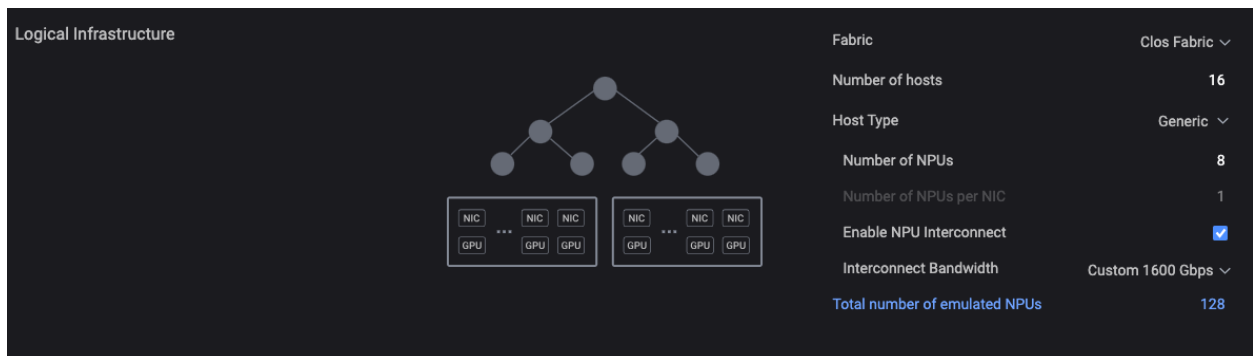 Logical Infrastructure
NIC ... NIC NIC
GPU GPU GPU
NIC ... NIC NIC
GPU GPU GPU
Fabric Clos Fabric
Number of hosts 16
Host Type Generic
Number of NPUs 8
Number of NPUs per NIC 1
Enable NPU Interconnect
Interconnect Bandwidth Custom 1600 Gbps
Total number of emulated NPUs 128